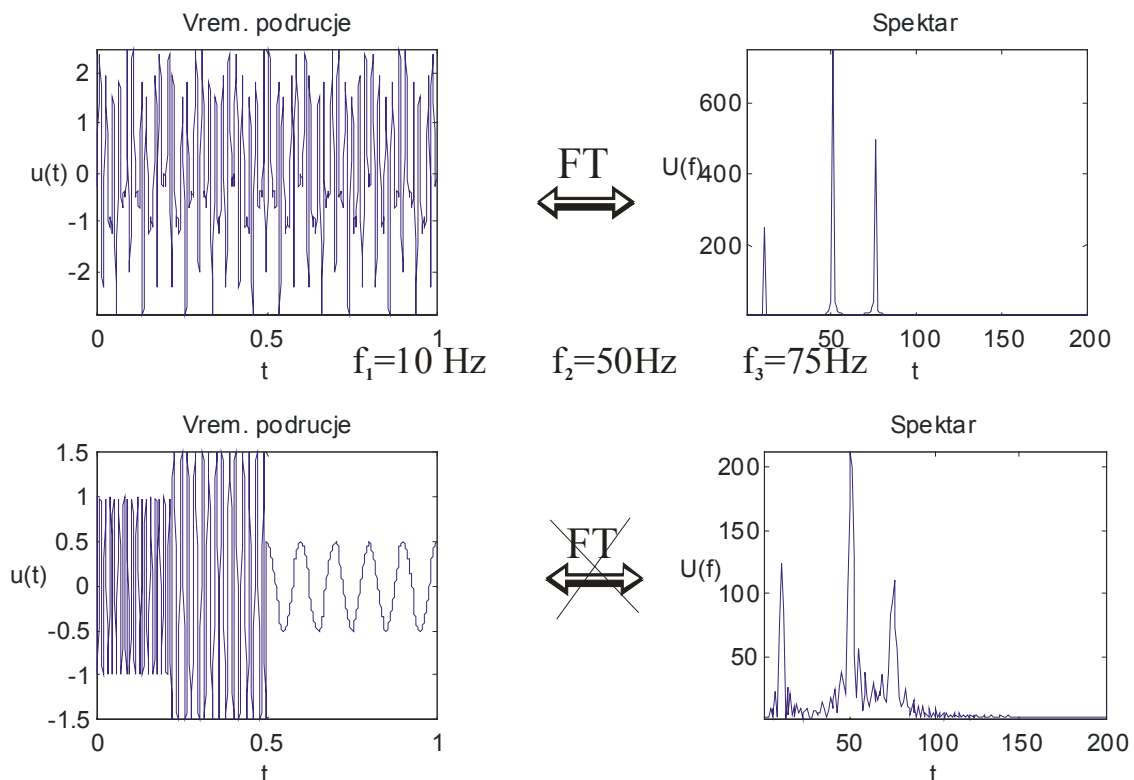 Vrem. podrucje
2
1
u(t) 0
-1
-2
0 0.5 1
t
FT
Spektar
600
U(f) 400
200
50 100 150 200
t
f₁=10 Hz f₂=50Hz f₃=75Hz
Vrem. podrucje
1.5
1
0.5
u(t) 0
-0.5
-1
-1.5
0 0.5 1
t
FT
Spektar
200
150
U(f) 100
50
50 100 150 200
t